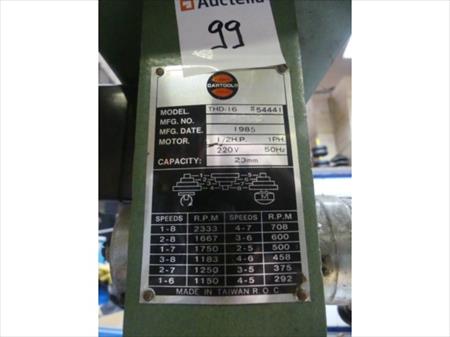 Auctelia
99
DARTOOLS
MODEL. THD-16 #54441
MFG. NO.
MFG. DATE. 1985
MOTOR. 1/2H.P. 1PH
220V 50Hz
CAPACITY: 23mm
SPEEDS R.P.M SPEEDS R.P.M
1-8 2333 4-7 708
2-8 1667 3-6 600
1-7 1750 2-5 500
3-8 1183 4-6 458
2-7 1250 3-5 375
1-6 1150 4-5 292
MADE IN TAIWAN R.O.C.